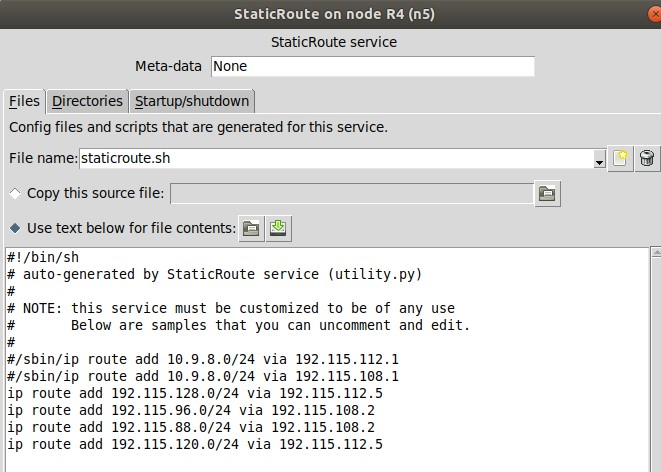 StaticRoute on node R4 (n5)
StaticRoute service
Meta-data None
Files Directories Startup/shutdown
Config files and scripts that are generated for this service.
File name: staticroute.sh
Copy this source file:
Use text below for file contents:
#!/bin/sh
# auto-generated by StaticRoute service (utility.py)
#
# NOTE: this service must be customized to be of any use
#       Below are samples that you can uncomment and edit.
#
#/sbin/ip route add 10.9.8.0/24 via 192.115.112.1
#/sbin/ip route add 10.9.8.0/24 via 192.115.108.1
ip route add 192.115.128.0/24 via 192.115.112.5
ip route add 192.115.96.0/24 via 192.115.108.2
ip route add 192.115.88.0/24 via 192.115.108.2
ip route add 192.115.120.0/24 via 192.115.112.5